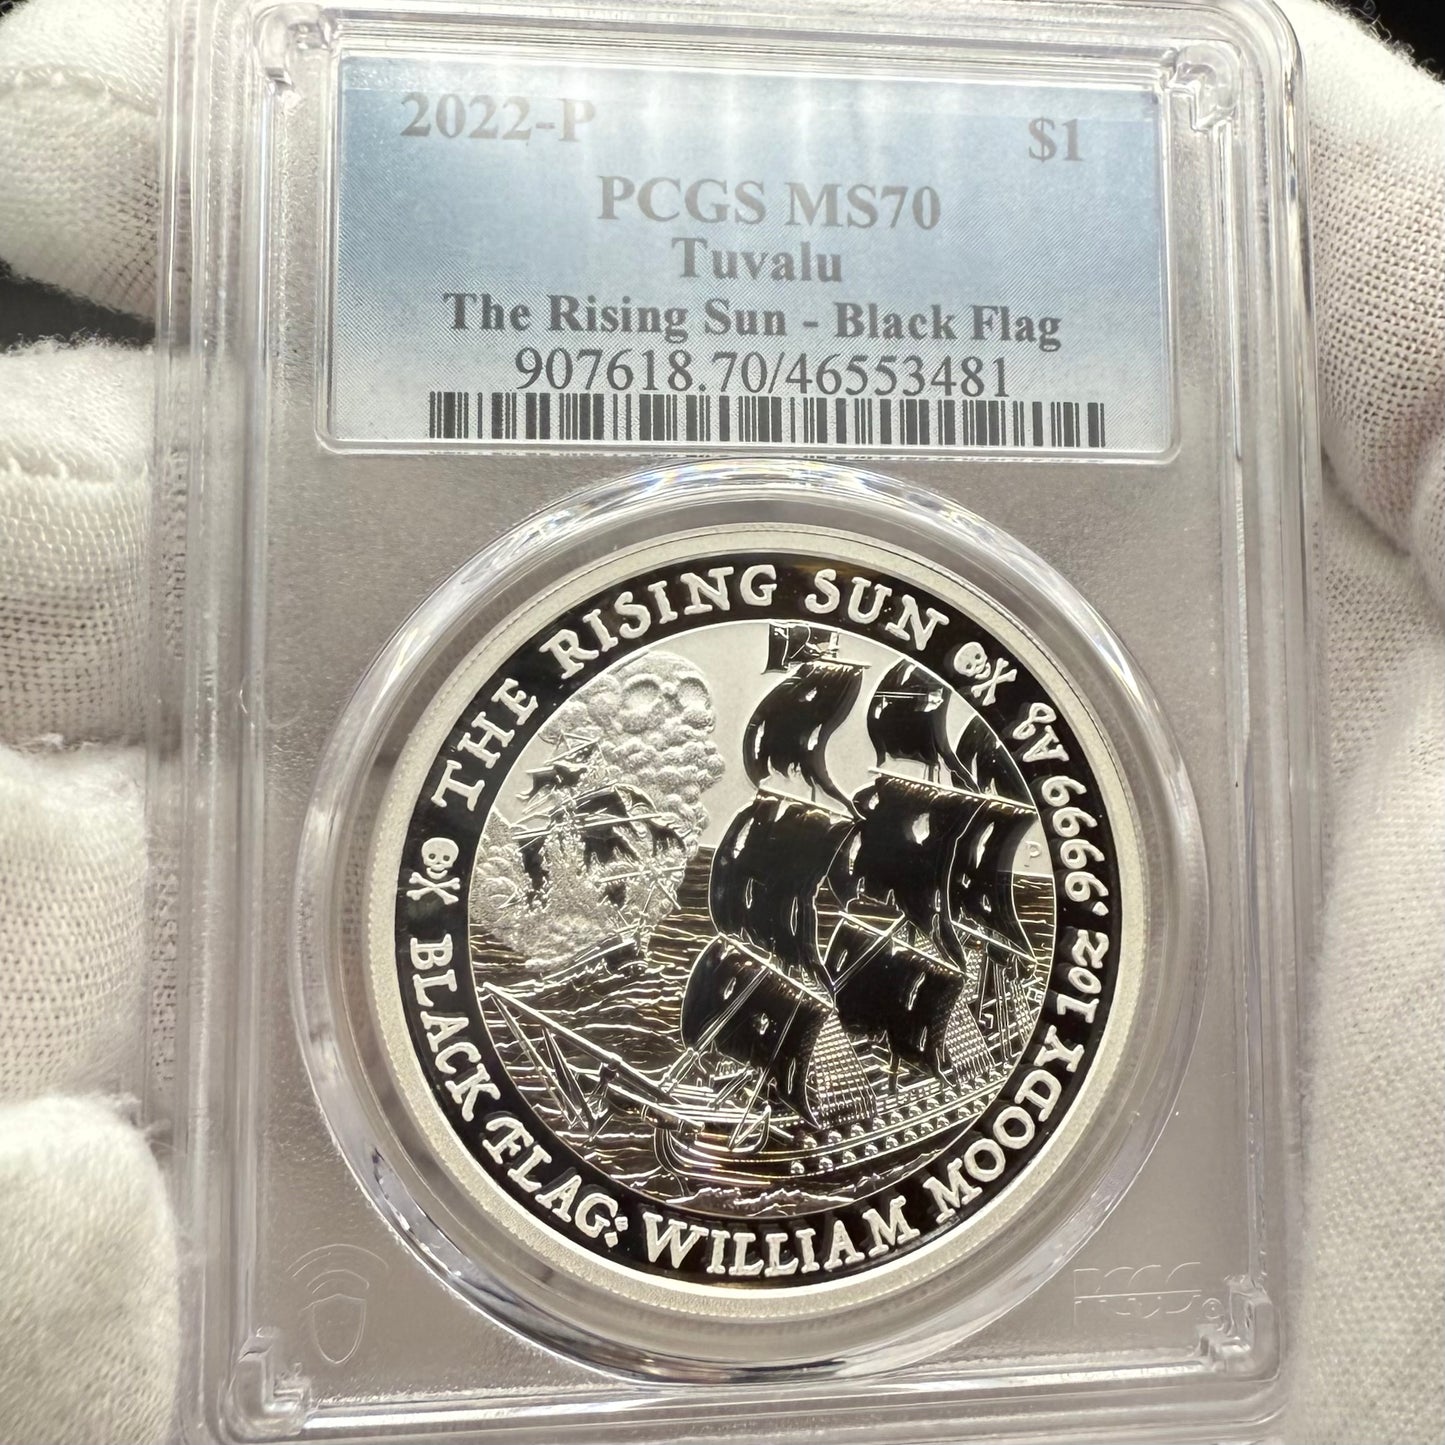 2022-P $1
PCGS MS70
Tuvalu
The Rising Sun - Black Flag
907618.70/46553481
THE RISING SUN
BLACK FLAG: WILLIAM MOODY 1oz 9999 Ag
P
PCGS